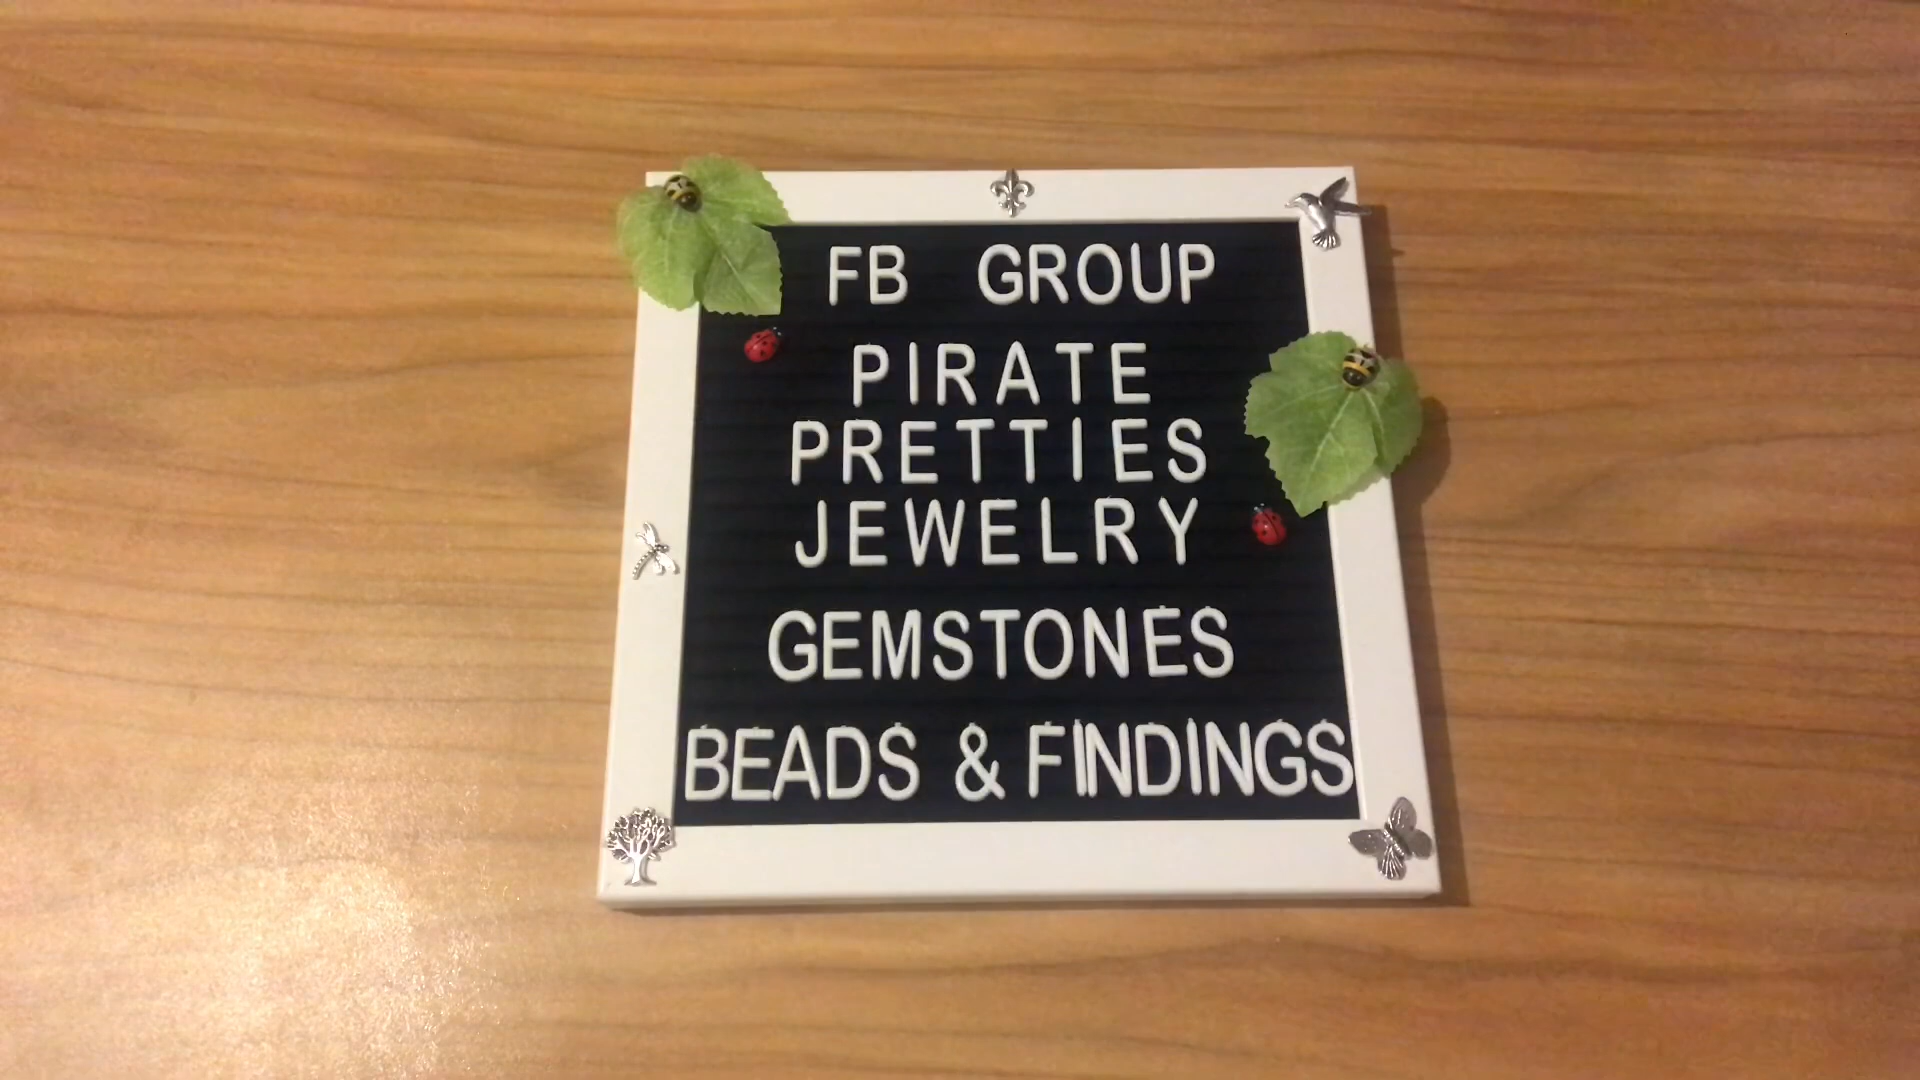 FB GROUP
PIRATE
PRETTIES
JEWELRY
GEMSTONES
BEADS & FINDINGS